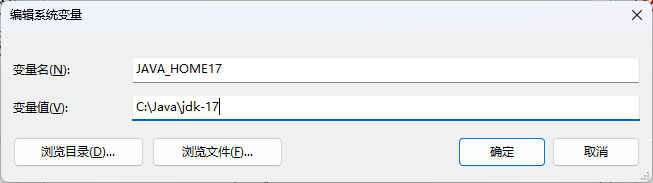 编辑系统变量
变量名(N): JAVA_HOME17
变量值(V): C:\Java\jdk-17
浏览目录(D)... 浏览文件(F)... 确定 取消